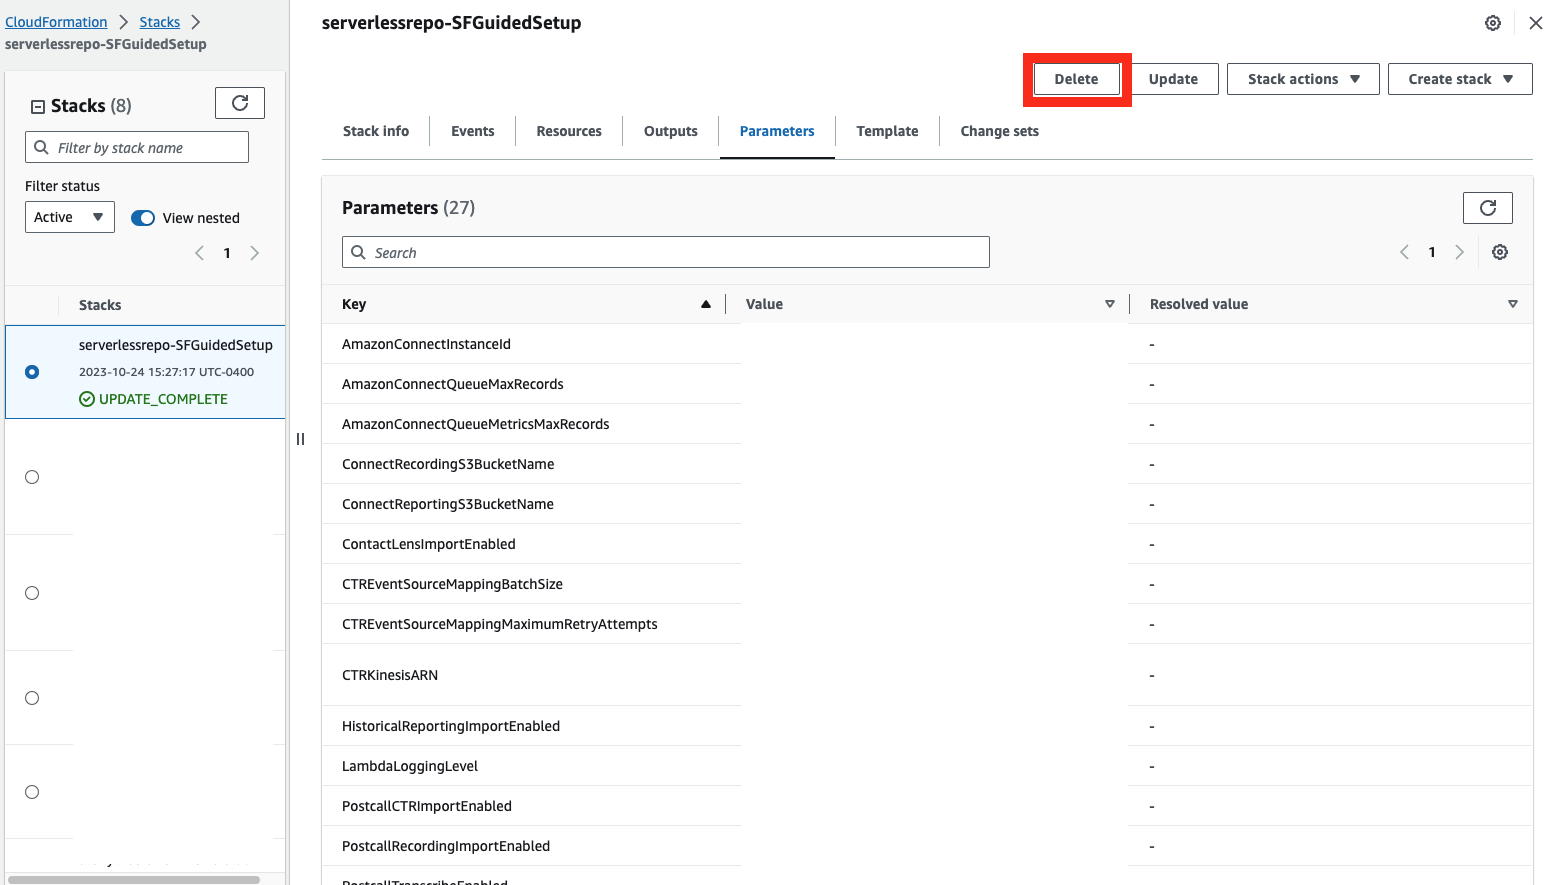 CloudFormation > Stacks >
serverlessrepo-SFGuidedSetup
Stacks (8)
Filter by stack name
Filter status
Active
View nested
1
Stacks
serverlessrepo-SFGuidedSetup
2023-10-24 15:27:17 UTC-0400
UPDATE_COMPLETE
serverlessrepo-SFGuidedSetup
Delete Update Stack actions Create stack
Stack info Events Resources Outputs Parameters Template Change sets
Parameters (27)
Search
1
Key Value Resolved value
AmazonConnectInstanceId -
AmazonConnectQueueMaxRecords -
AmazonConnectQueueMetricsMaxRecords -
ConnectRecordingS3BucketName -
ConnectReportingS3BucketName -
ContactLensImportEnabled -
CTREventSourceMappingBatchSize -
CTREventSourceMappingMaximumRetryAttempts -
CTRKinesisARN -
HistoricalReportingImportEnabled -
LambdaLoggingLevel -
PostcallCTRImportEnabled -
PostcallRecordingImportEnabled -
PostcallTranscribeEnabled